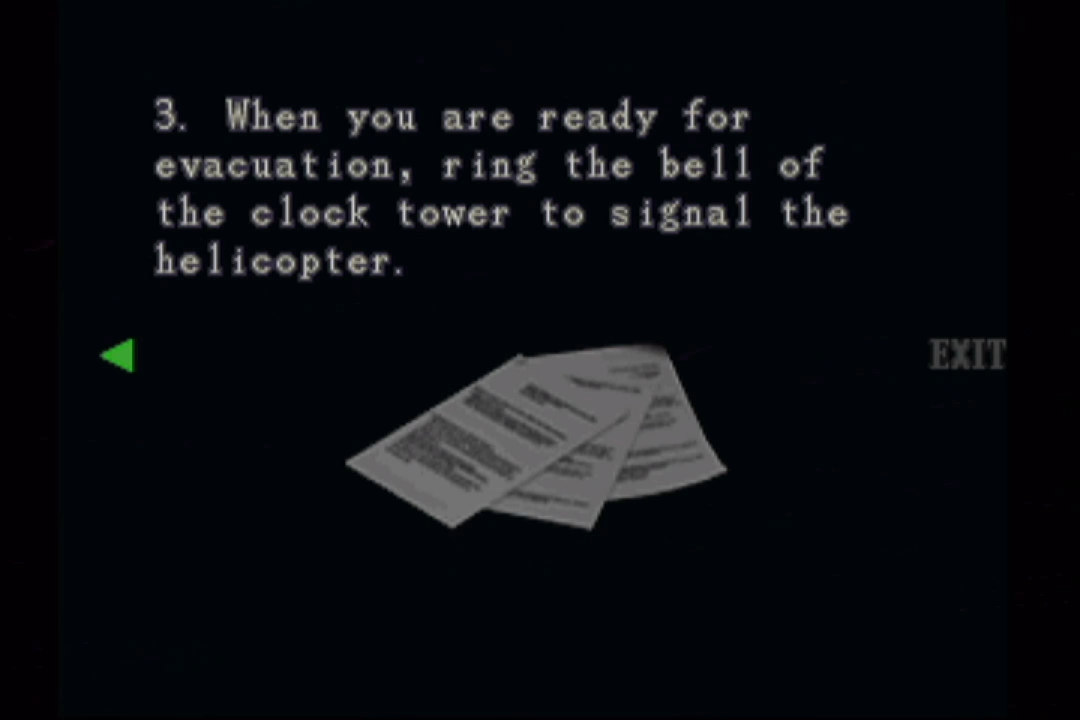 3. When you are ready for
evacuation, ring the bell of
the clock tower to signal the
helicopter.
EXIT